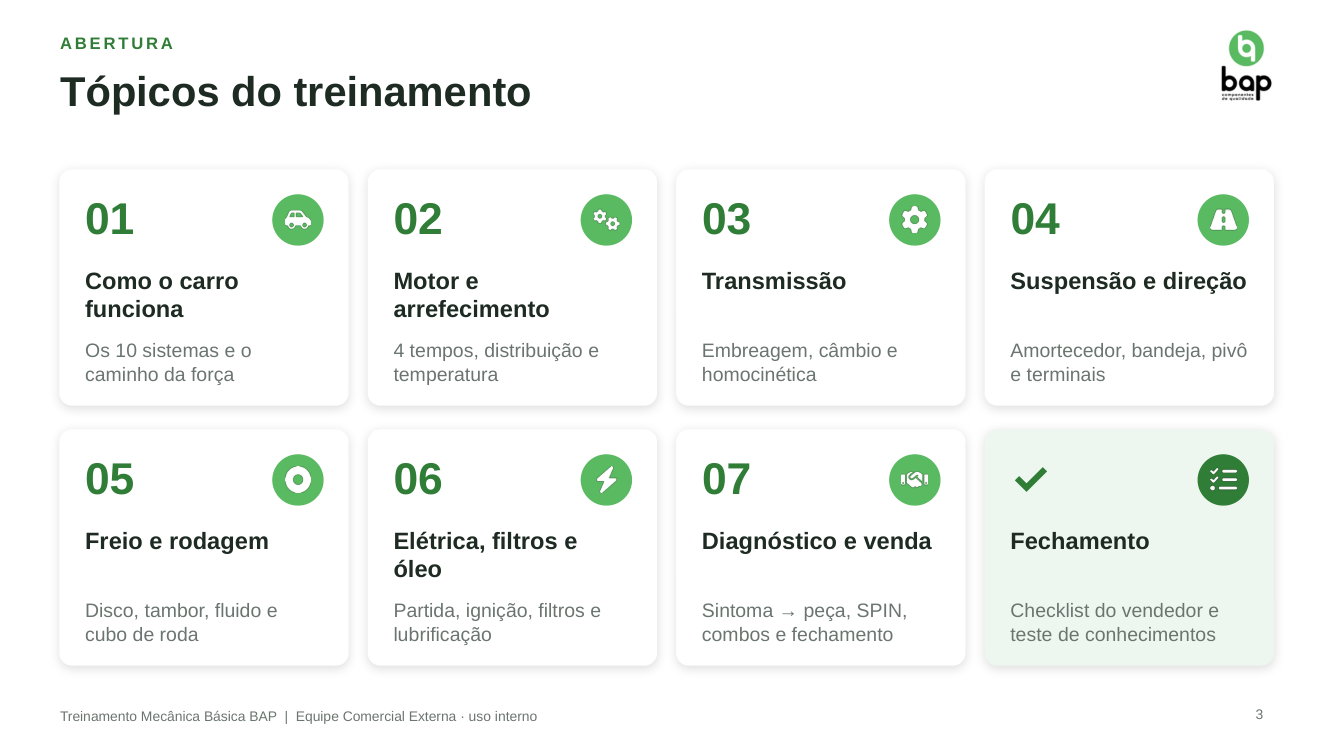 ABERTURA
Tópicos do treinamento
bap
componentes
de qualidade
01
Como o carro
funciona
Os 10 sistemas e o
caminho da força
02
Motor e
arrefecimento
4 tempos, distribuição e
temperatura
03
Transmissão
Embreagem, câmbio e
homocinética
04
Suspensão e direção
Amortecedor, bandeja, pivô
e terminais
05
Freio e rodagem
Disco, tambor, fluido e
cubo de roda
06
Elétrica, filtros e
óleo
Partida, ignição, filtros e
lubrificação
07
Diagnóstico e venda
Sintoma → peça, SPIN,
combos e fechamento
Fechamento
Checklist do vendedor e
teste de conhecimentos
Treinamento Mecânica Básica BAP | Equipe Comercial Externa · uso interno
3